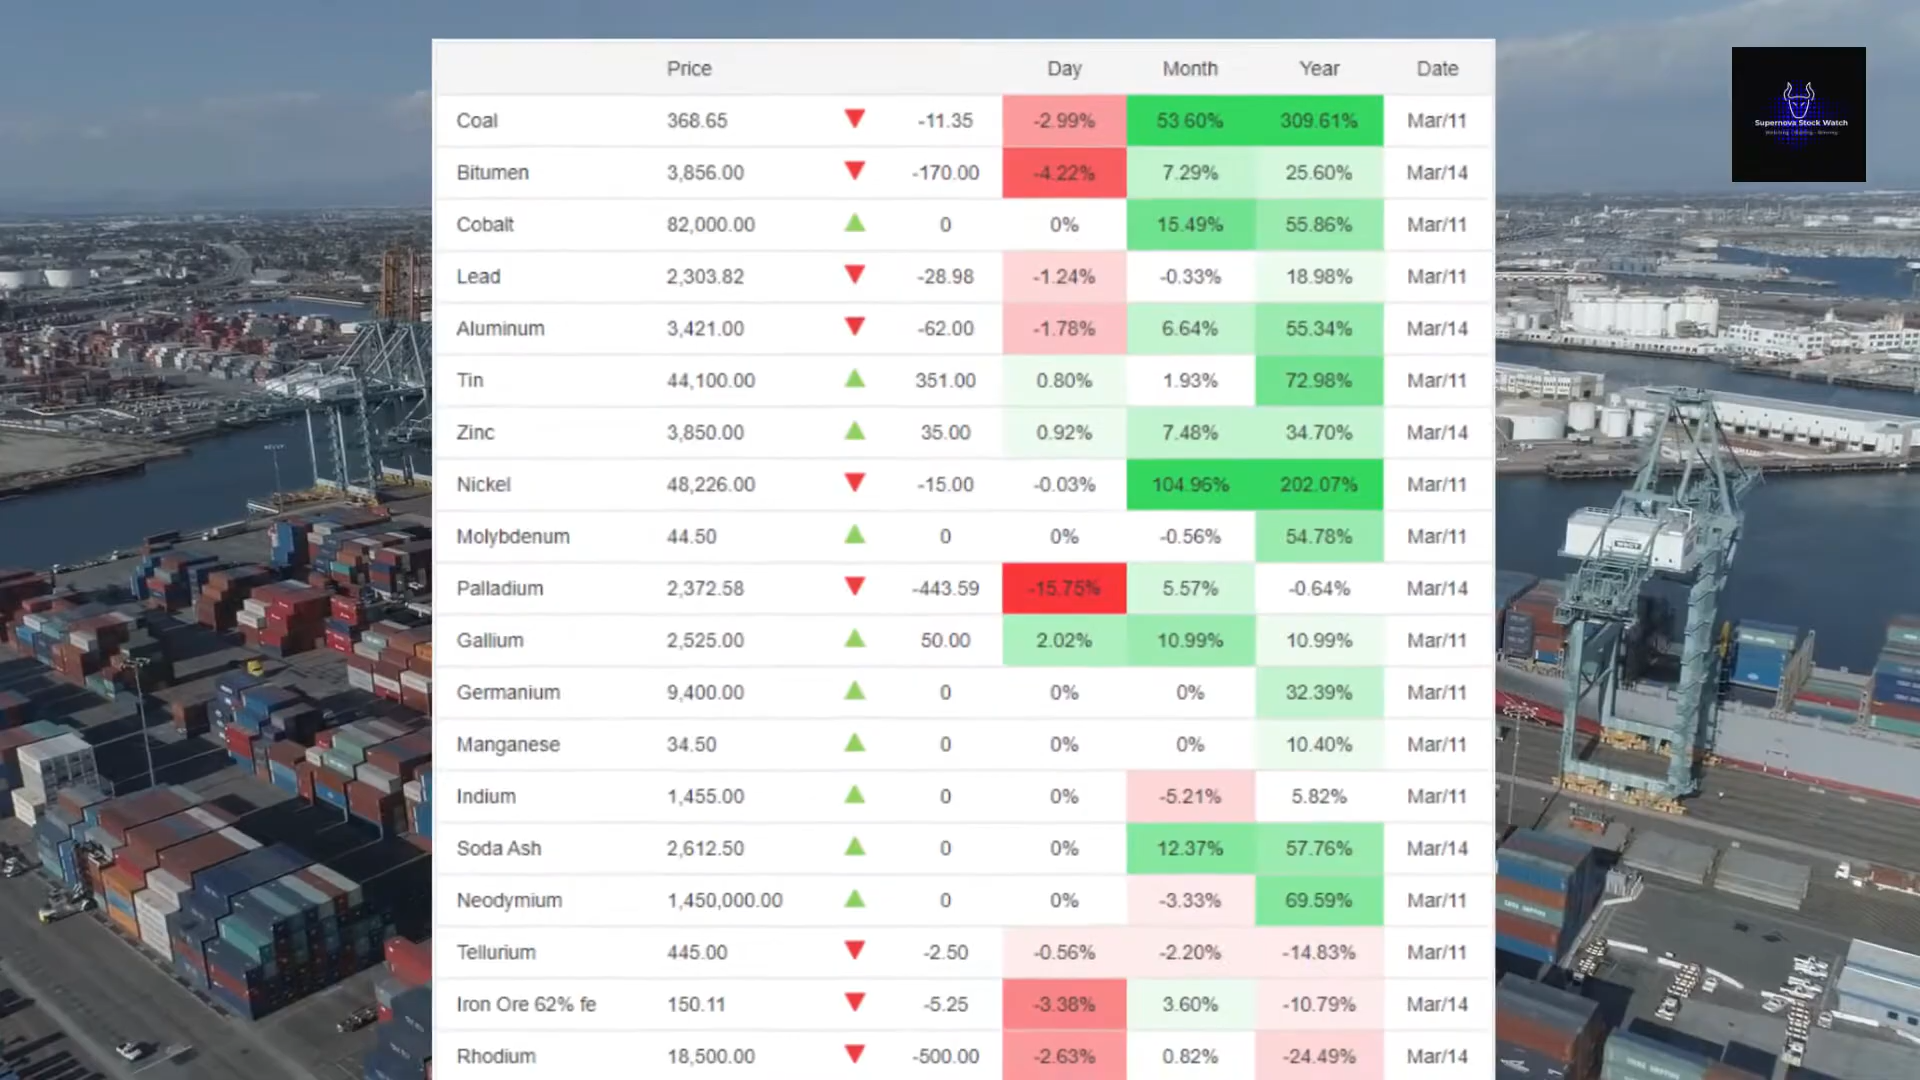 Price Day Month Year Date
Coal 368.65 -11.35 -2.99% 53.60% 309.61% Mar/11
Bitumen 3,856.00 -170.00 -4.22% 7.29% 25.60% Mar/14
Cobalt 82,000.00 0 0% 15.49% 55.86% Mar/11
Lead 2,303.82 -28.98 -1.24% -0.33% 18.98% Mar/11
Aluminum 3,421.00 -62.00 -1.78% 6.64% 55.34% Mar/14
Tin 44,100.00 351.00 0.80% 1.93% 72.98% Mar/11
Zinc 3,850.00 35.00 0.92% 7.48% 34.70% Mar/14
Nickel 48,226.00 -15.00 -0.03% 104.96% 202.07% Mar/11
Molybdenum 44.50 0 0% -0.56% 54.78% Mar/11
Palladium 2,372.58 -443.59 -15.75% 5.57% -0.64% Mar/14
Gallium 2,525.00 50.00 2.02% 10.99% 10.99% Mar/11
Germanium 9,400.00 0 0% 0% 32.39% Mar/11
Manganese 34.50 0 0% 0% 10.40% Mar/11
Indium 1,455.00 0 0% -5.21% 5.82% Mar/11
Soda Ash 2,612.50 0 0% 12.37% 57.76% Mar/14
Neodymium 1,450,000.00 0 0% -3.33% 69.59% Mar/11
Tellurium 445.00 -2.50 -0.56% -2.20% -14.83% Mar/11
Iron Ore 62% fe 150.11 -5.25 -3.38% 3.60% -10.79% Mar/14
Rhodium 18,500.00 -500.00 -2.63% 0.82% -24.49% Mar/14
Supernova Stock Watch